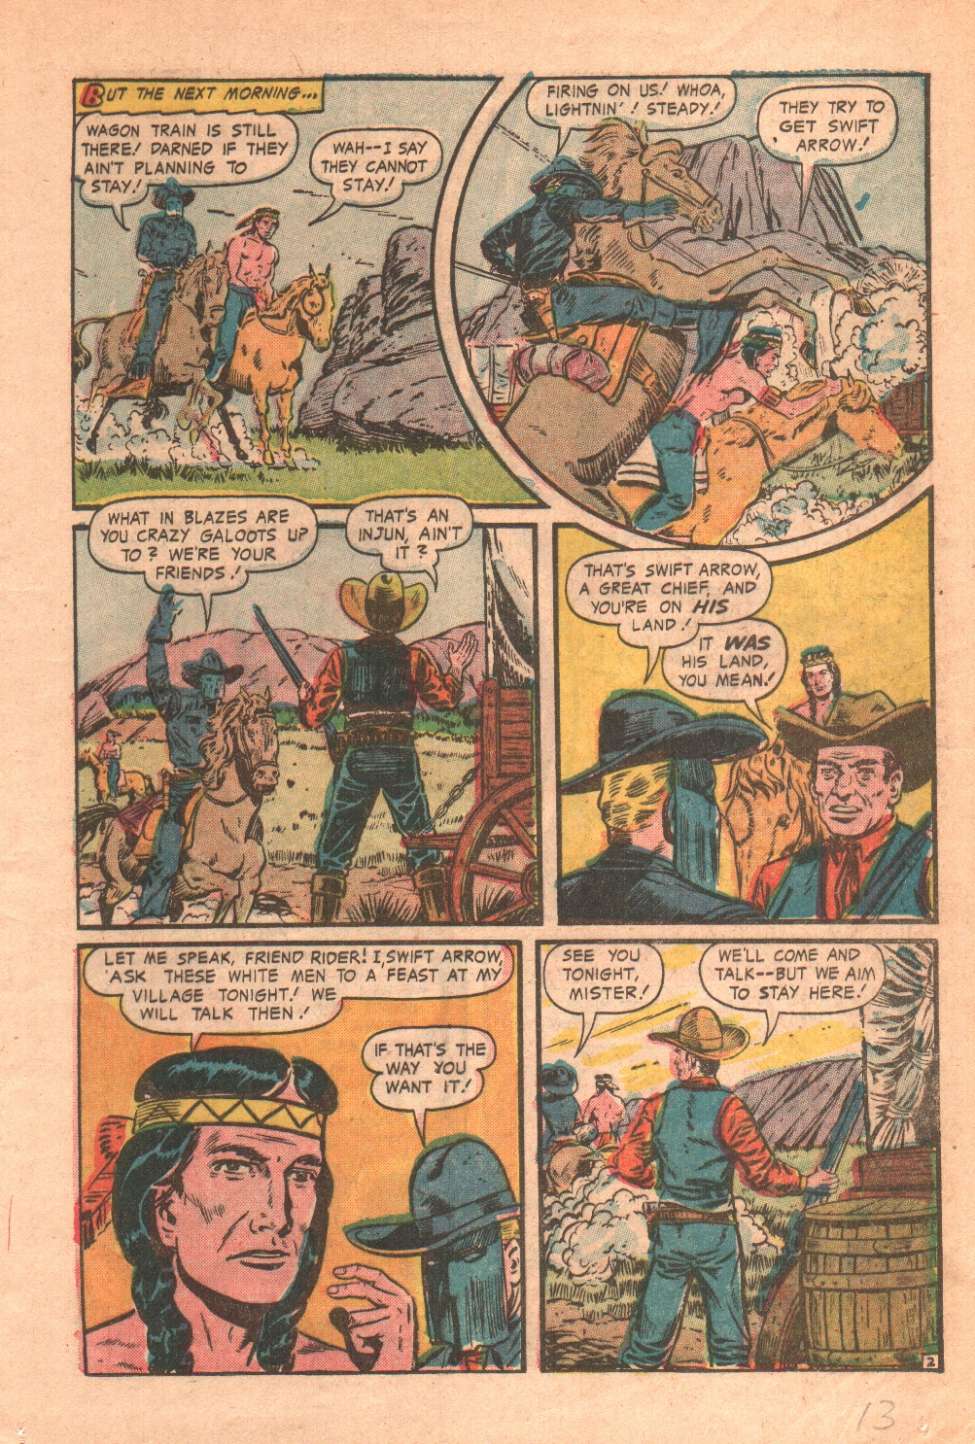 BUT THE NEXT MORNING...
WAGON TRAIN IS STILL
THERE! DARNED IF THEY
AIN'T PLANNING TO
STAY!
WAH--I SAY
THEY CANNOT
STAY!
FIRING ON US! WHOA,
LIGHTNIN'! STEADY!
THEY TRY TO
GET SWIFT
ARROW!
WHAT IN BLAZES ARE
YOU CRAZY GALOOTS UP
TO? WE'RE YOUR
FRIENDS!
THAT'S AN
INJUN, AIN'T
IT?
THAT'S SWIFT ARROW,
A GREAT CHIEF, AND
YOU'RE ON HIS
LAND!
IT WAS
HIS LAND,
YOU MEAN!
LET ME SPEAK, FRIEND RIDER! I, SWIFT ARROW,
ASK THESE WHITE MEN TO A FEAST AT MY
VILLAGE TONIGHT! WE
WILL TALK THEN!
IF THAT'S THE
WAY YOU
WANT IT!
SEE YOU
TONIGHT,
MISTER!
WE'LL COME AND
TALK--BUT WE AIM
TO STAY HERE!
2
13